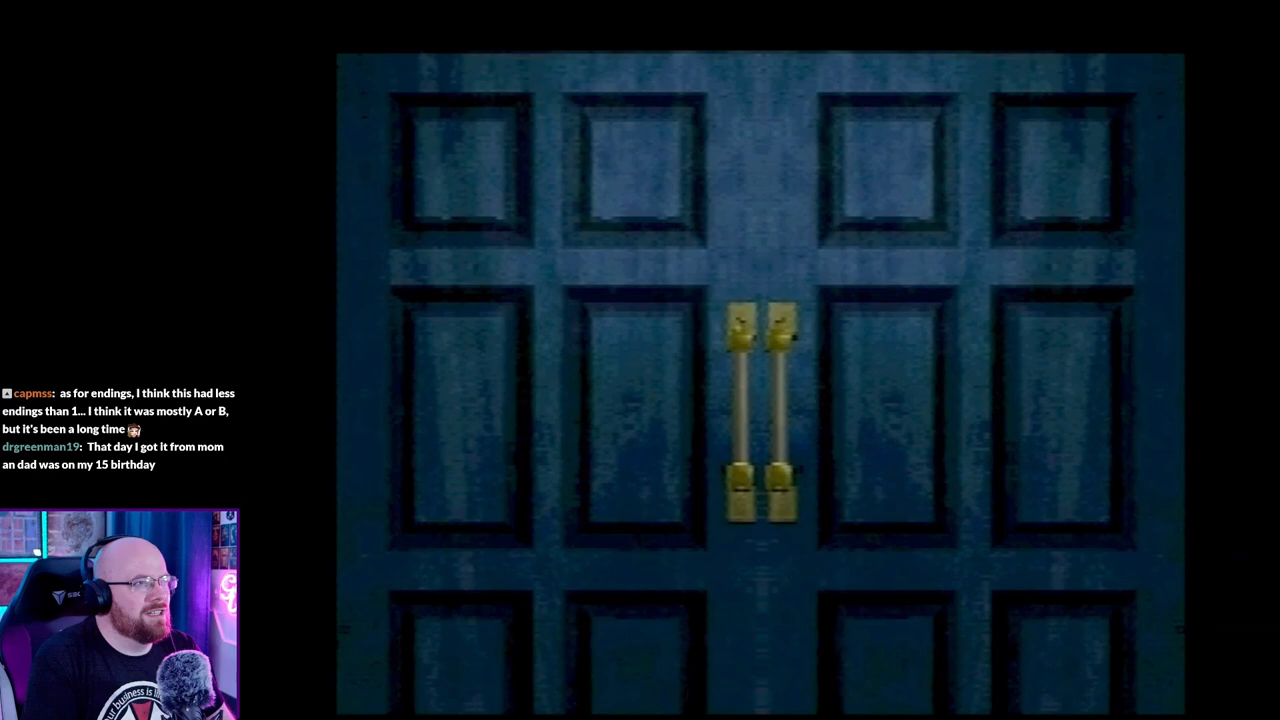 capmss: as for endings, I think this had less
endings than 1... I think it was mostly A or B,
but it's been a long time
drgreenman19: That day I got it from mom
an dad was on my 15 birthday